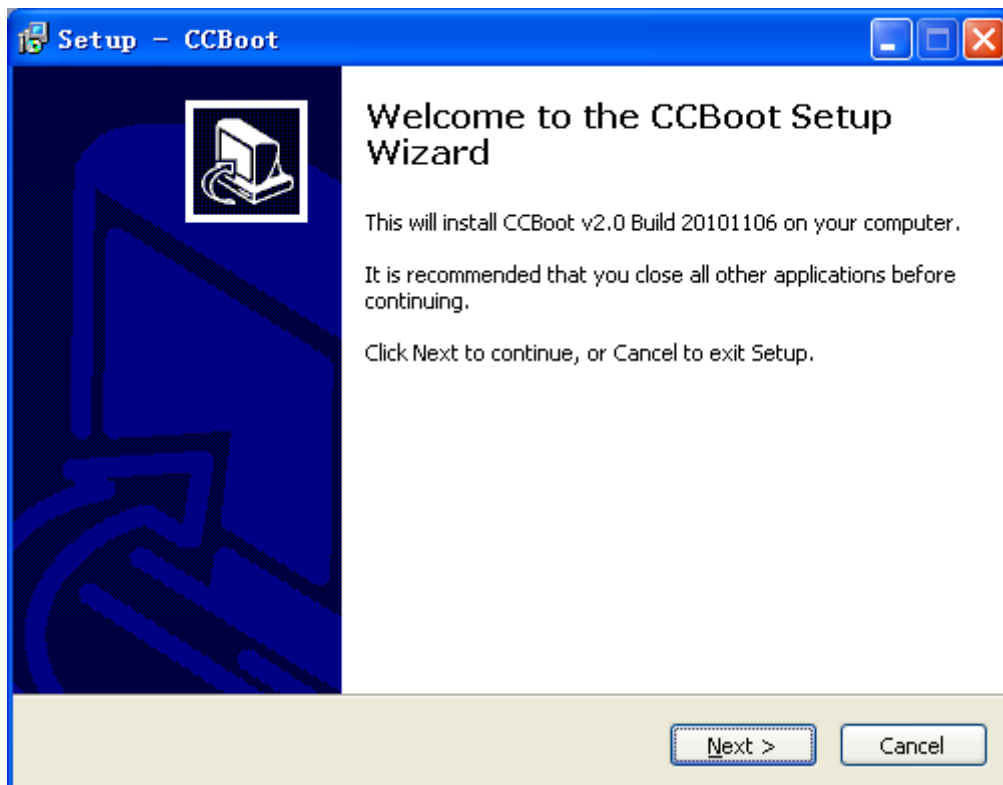 Setup - CCBoot
Welcome to the CCBoot Setup
Wizard
This will install CCBoot v2.0 Build 20101106 on your computer.
It is recommended that you close all other applications before
continuing.
Click Next to continue, or Cancel to exit Setup.
Next >
Cancel